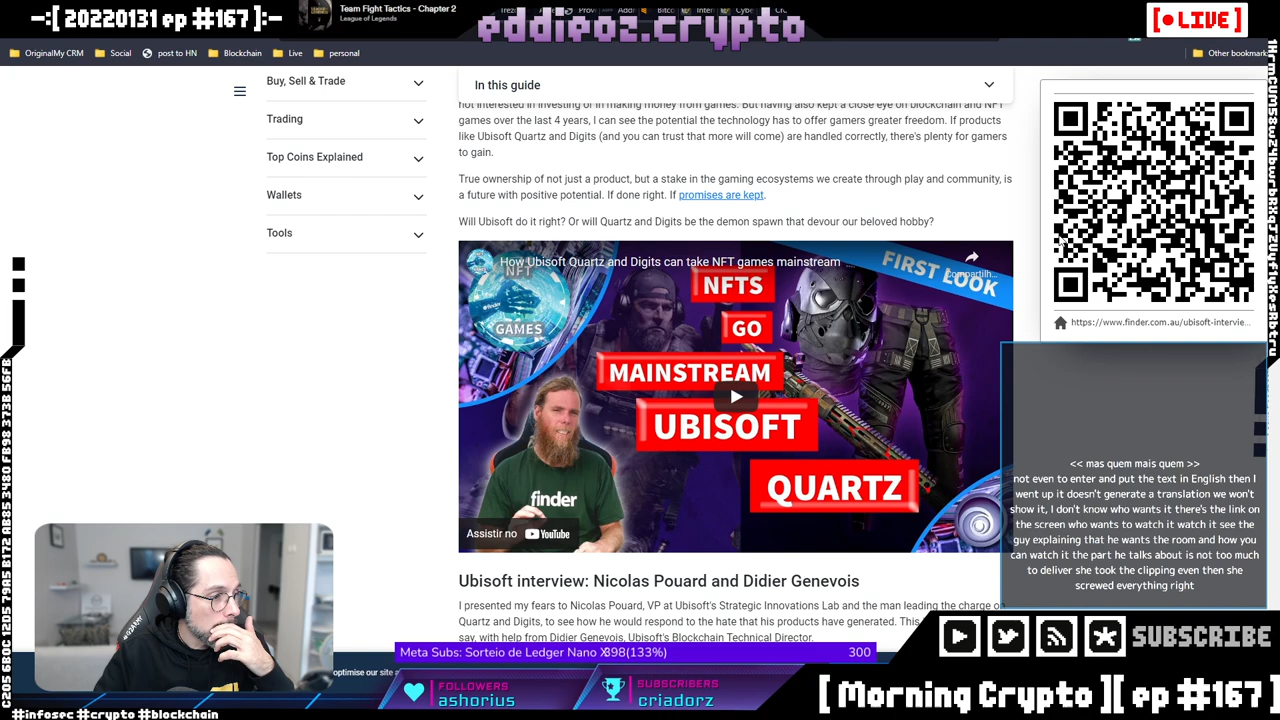 -:[ 20220131 ep #167 ]:-
Team Fight Tactics - Chapter 2
League of Legends
eddieoz.crypto
[ LIVE ]
OriginalMy CRM
Social
post to HN
Blockchain
Live
personal
Other bookmark
Buy, Sell & Trade
Trading
Top Coins Explained
Wallets
Tools
In this guide
not interested in investing or in making money from games. But having also kept a close eye on blockchain and NFT
games over the last 4 years, I can see the potential the technology has to offer gamers greater freedom. If products
like Ubisoft Quartz and Digits (and you can trust that more will come) are handled correctly, there's plenty for gamers
to gain.
True ownership of not just a product, but a stake in the gaming ecosystems we create through play and community, is
a future with positive potential. If done right. If promises are kept.
Will Ubisoft do it right? Or will Quartz and Digits be the demon spawn that devour our beloved hobby?
How Ubisoft Quartz and Digits can take NFT games mainstream
Compartilh...
FIRST LOOK
NFT
GAMES
NFTS
GO
MAINSTREAM
UBISOFT
QUARTZ
finder
Assistir no YouTube
https://www.finder.com.au/ubisoft-intervie...
<< mas quem mais quem >>
not even to enter and put the text in English then I
went up it doesn't generate a translation we won't
show it, I don't know who wants it there's the link on
the screen who wants to watch it watch it see the
guy explaining that he wants the room and how you
can watch it the part he talks about is not too much
to deliver she took the clipping even then she
screwed everything right
Ubisoft interview: Nicolas Pouard and Didier Genevois
I presented my fears to Nicolas Pouard, VP at Ubisoft's Strategic Innovations Lab and the man leading the charge on
Quartz and Digits, to see how he would respond to the hate that his products have generated. This
say, with help from Didier Genevois, Ubisoft's Blockchain Technical Director.
optimise our site
Meta Subs: Sorteio de Ledger Nano X
398(133%)
300
FOLLOWERS
ashorius
SUBSCRIBERS
criadorz
SUBSCRIBE
[ Morning Crypto ][ ep #167 ]
#infosec #crypto #blockchain